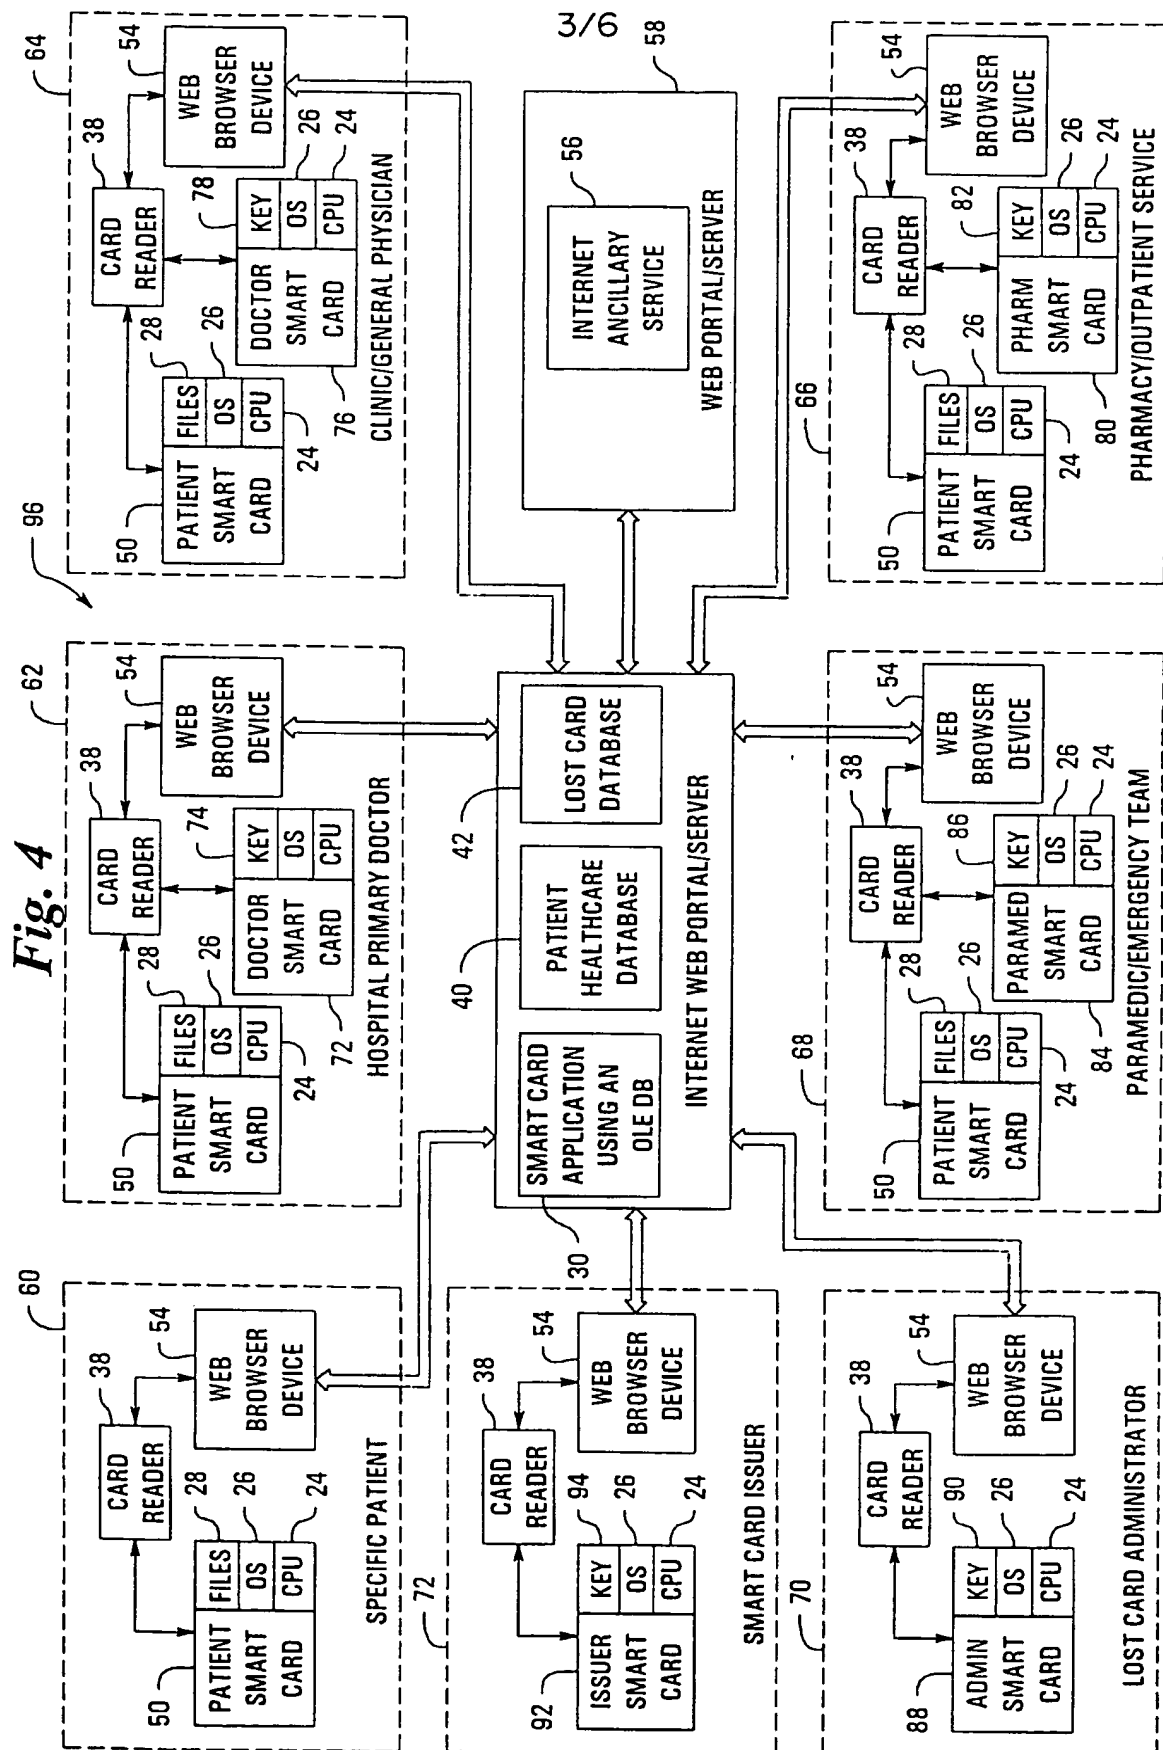 3/6
Fig. 4
96
60
SPECIFIC PATIENT
50
PATIENT
SMART
CARD
FILES
OS
CPU
28
26
24
CARD
READER
38
WEB
BROWSER
DEVICE
54
62
HOSPITAL PRIMARY DOCTOR
50
PATIENT
SMART
CARD
FILES
OS
CPU
28
26
24
CARD
READER
38
72
DOCTOR
SMART
CARD
KEY
OS
CPU
74
26
24
WEB
BROWSER
DEVICE
54
64
CLINIC/GENERAL PHYSICIAN
50
PATIENT
SMART
CARD
FILES
OS
CPU
28
26
24
CARD
READER
38
76
DOCTOR
SMART
CARD
KEY
OS
CPU
78
26
24
WEB
BROWSER
DEVICE
54
72
SMART CARD ISSUER
92
ISSUER
SMART
CARD
KEY
OS
CPU
94
26
24
CARD
READER
38
WEB
BROWSER
DEVICE
54
30
SMART CARD
APPLICATION
USING AN
OLE DB
40
PATIENT
HEALTHCARE
DATABASE
42
LOST CARD
DATABASE
INTERNET WEB PORTAL/SERVER
58
56
INTERNET
ANCILLARY
SERVICE
WEB PORTAL/SERVER
70
LOST CARD ADMINISTRATOR
88
ADMIN
SMART
CARD
KEY
OS
CPU
90
26
24
CARD
READER
38
WEB
BROWSER
DEVICE
54
68
PARAMEDIC/EMERGENCY TEAM
50
PATIENT
SMART
CARD
FILES
OS
CPU
28
26
24
CARD
READER
38
84
PARAMED
SMART
CARD
KEY
OS
CPU
86
26
24
WEB
BROWSER
DEVICE
54
66
PHARMACY/OUTPATIENT SERVICE
50
PATIENT
SMART
CARD
FILES
OS
CPU
28
26
24
CARD
READER
38
80
PHARM
SMART
CARD
KEY
OS
CPU
82
26
24
WEB
BROWSER
DEVICE
54